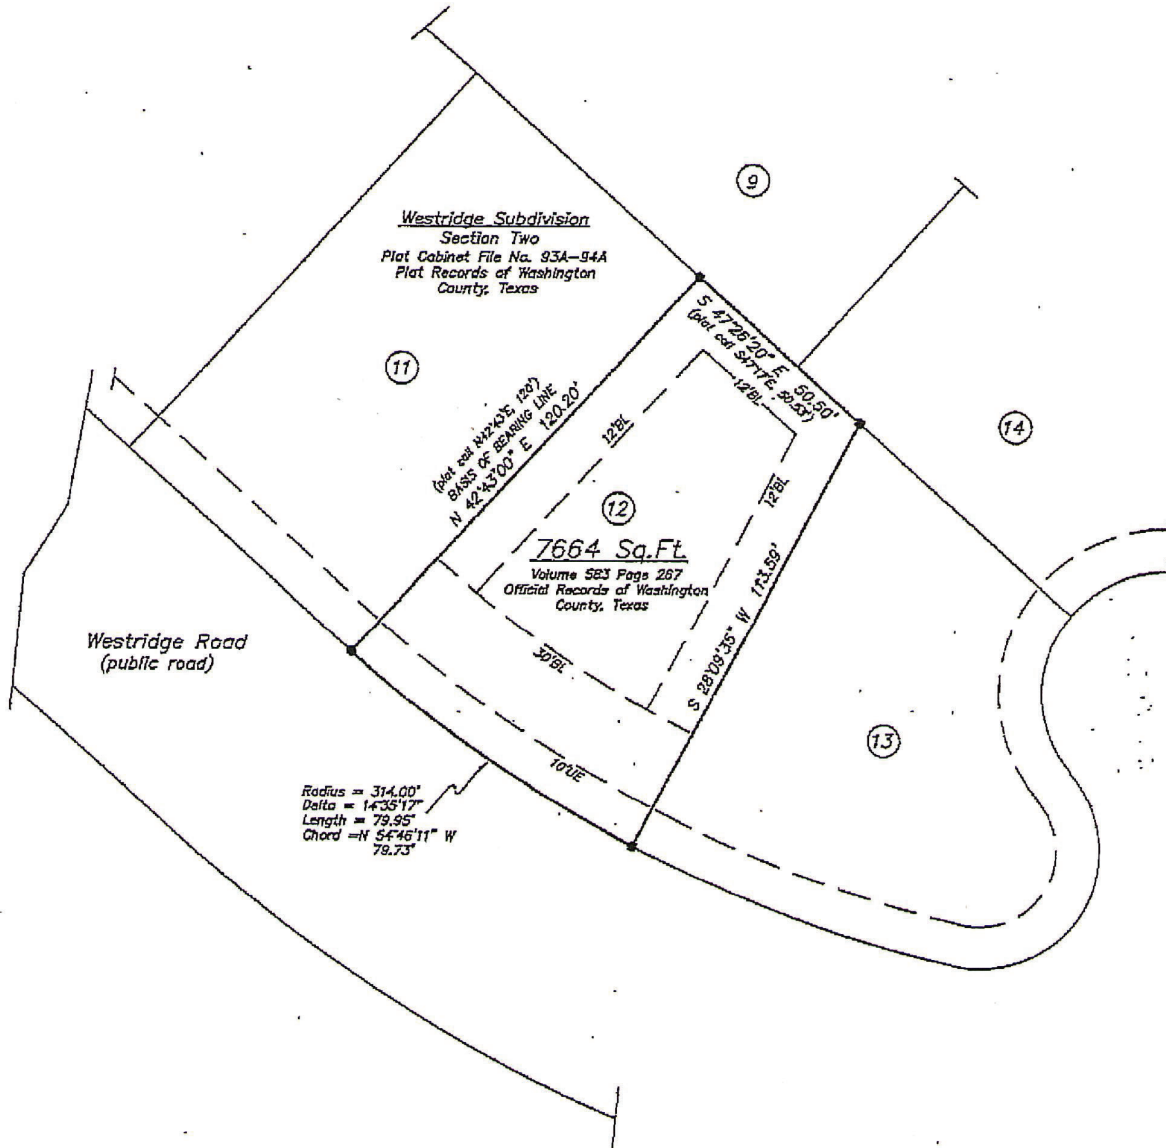 9
Westridge Subdivision
Section Two
Plat Cabinet File No. 93A-94A
Plat Records of Washington
County, Texas
S 47°26'20" E 50.50'
(plat call S47°17'E, 50.53')
11
12'BL
(plat call N42°43'E, 120')
BASIS OF BEARING LINE
N 42°43'00" E 120.20'
12'BL
14
12'BL
12
7664 Sq.Ft.
Volume 583 Page 267
Official Records of Washington
County, Texas
S 28°09'35" W 113.59'
Westridge Road
(public road)
30'BL
13
10'UE
Radius = 314.00'
Delta = 14°35'17"
Length = 79.95'
Chord =N 54°46'11" W
79.73'